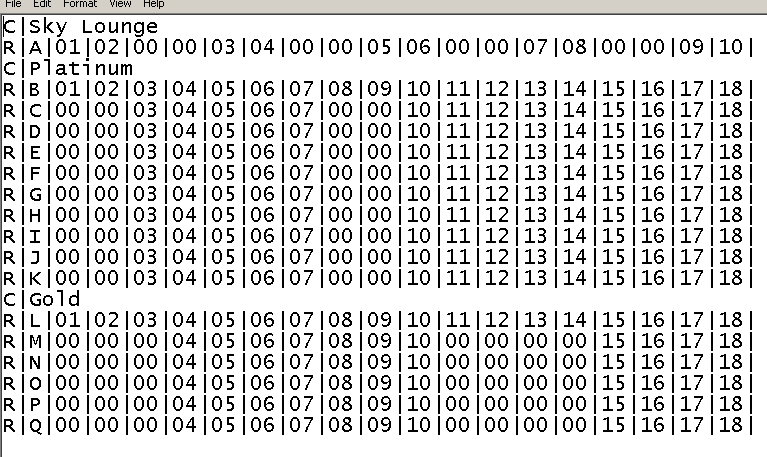 File Edit Format View Help
C|Sky Lounge
R|A|01|02|00|00|03|04|00|00|05|06|00|00|07|08|00|00|09|10|
C|Platinum
R|B|01|02|03|04|05|06|07|08|09|10|11|12|13|14|15|16|17|18|
R|C|00|00|03|04|05|06|07|00|00|10|11|12|13|14|15|16|17|18|
R|D|00|00|03|04|05|06|07|00|00|10|11|12|13|14|15|16|17|18|
R|E|00|00|03|04|05|06|07|00|00|10|11|12|13|14|15|16|17|18|
R|F|00|00|03|04|05|06|07|00|00|10|11|12|13|14|15|16|17|18|
R|G|00|00|03|04|05|06|07|00|00|10|11|12|13|14|15|16|17|18|
R|H|00|00|03|04|05|06|07|00|00|10|11|12|13|14|15|16|17|18|
R|I|00|00|03|04|05|06|07|00|00|10|11|12|13|14|15|16|17|18|
R|J|00|00|03|04|05|06|07|00|00|10|11|12|13|14|15|16|17|18|
R|K|00|00|03|04|05|06|07|00|00|10|11|12|13|14|15|16|17|18|
C|Gold
R|L|01|02|03|04|05|06|07|08|09|10|11|12|13|14|15|16|17|18|
R|M|00|00|00|04|05|06|07|08|09|10|00|00|00|00|15|16|17|18|
R|N|00|00|00|04|05|06|07|08|09|10|00|00|00|00|15|16|17|18|
R|O|00|00|00|04|05|06|07|08|09|10|00|00|00|00|15|16|17|18|
R|P|00|00|00|04|05|06|07|08|09|10|00|00|00|00|15|16|17|18|
R|Q|00|00|00|04|05|06|07|08|09|10|00|00|00|00|15|16|17|18|